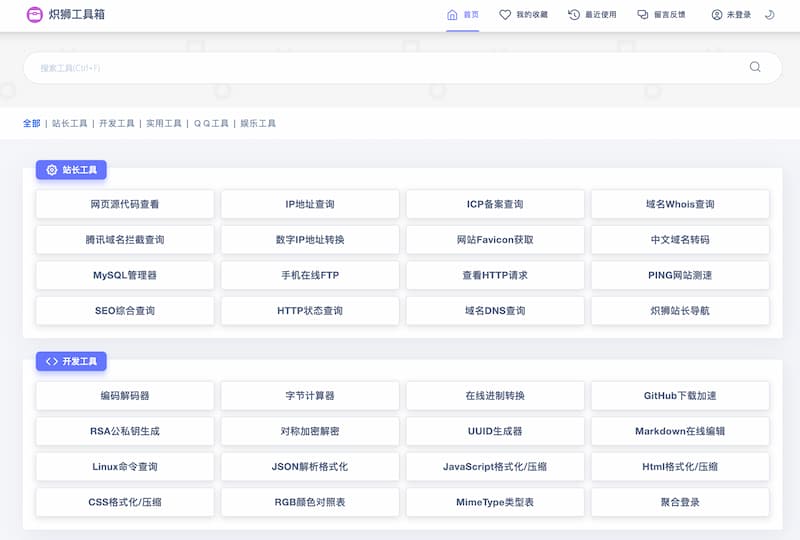 炽狮工具箱 首页 我的收藏 最近使用 留言反馈 未登录
搜索工具(Ctrl+F)
全部 | 站长工具 | 开发工具 | 实用工具 | ＱＱ工具 | 娱乐工具
站长工具
网页源代码查看 IP地址查询 ICP备案查询 域名Whois查询
腾讯域名拦截查询 数字IP地址转换 网站Favicon获取 中文域名转码
MySQL管理器 手机在线FTP 查看HTTP请求 PING网站测速
SEO综合查询 HTTP状态查询 域名DNS查询 炽狮站长导航
开发工具
编码解码器 字节计算器 在线进制转换 GitHub下载加速
RSA公私钥生成 对称加密解密 UUID生成器 Markdown在线编辑
Linux命令查询 JSON解析格式化 JavaScript格式化/压缩 Html格式化/压缩
CSS格式化/压缩 RGB颜色对照表 MimeType类型表 聚合登录